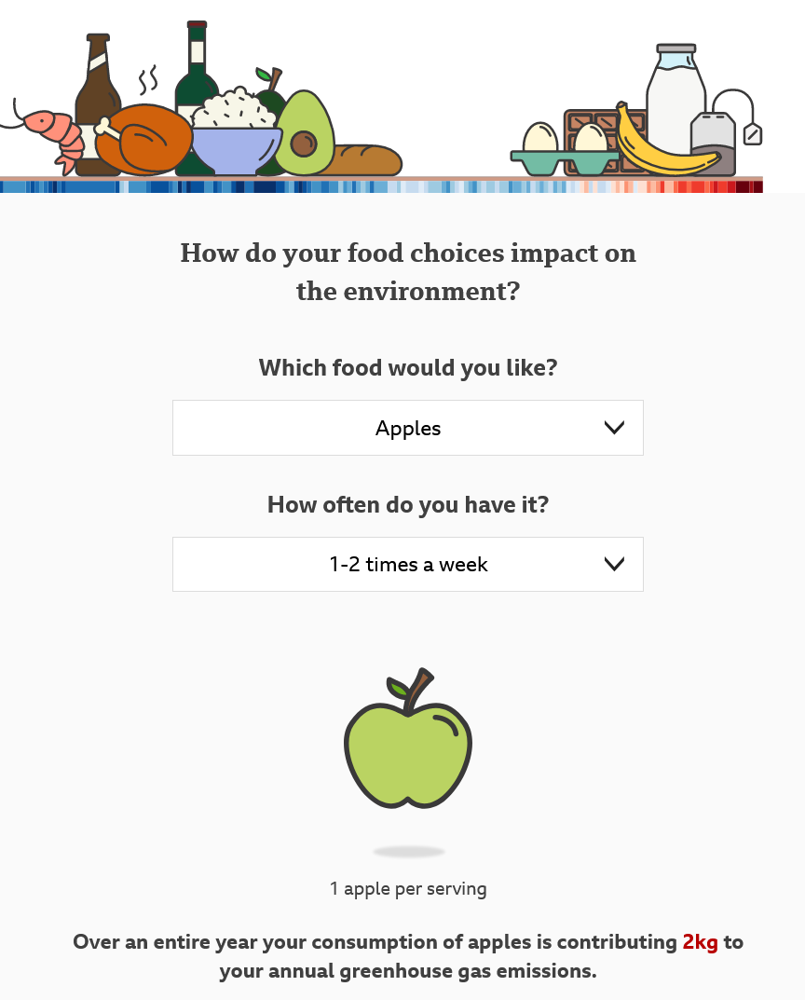 How do your food choices impact on
the environment?
Which food would you like?
Apples
How often do you have it?
1-2 times a week
1 apple per serving
Over an entire year your consumption of apples is contributing 2kg to
your annual greenhouse gas emissions.